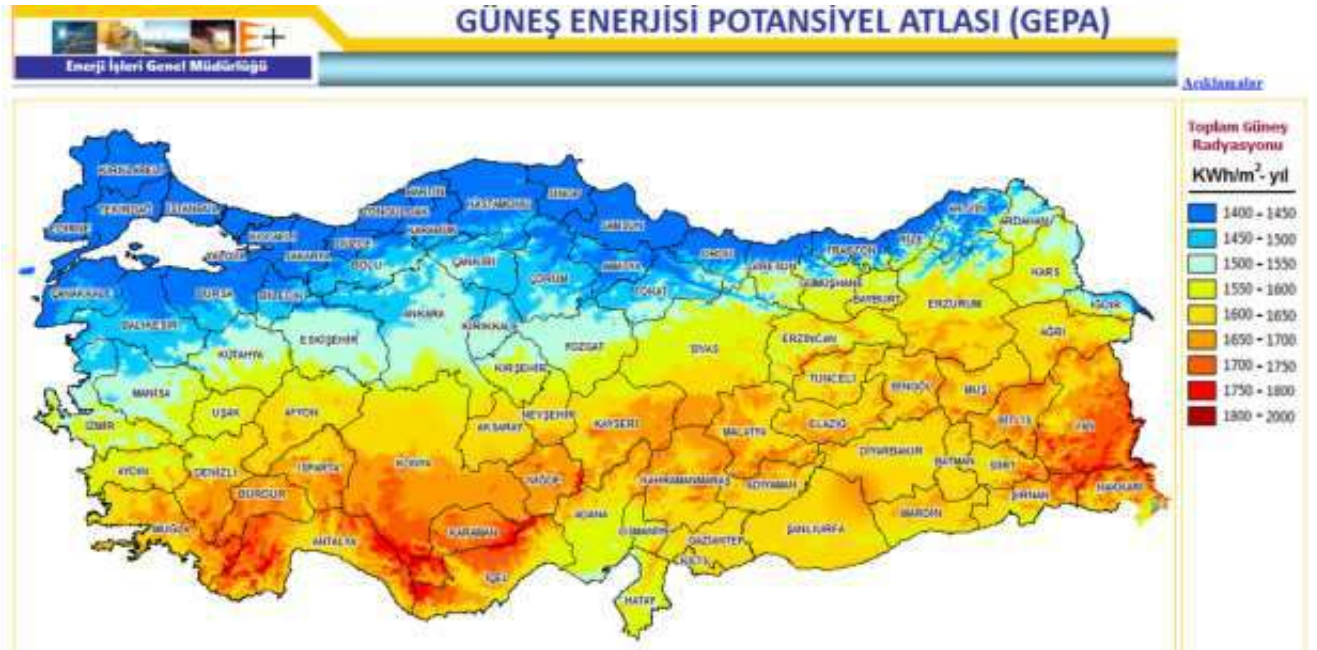 GÜNEŞ ENERJİSİ POTANSİYEL ATLASI (GEPA)
E+
Enerji İşleri Genel Müdürlüğü
Açıklamalar
Toplam Güneş
Radyasyonu
KWh/m²- yıl
1400 - 1450
1450 - 1500
1500 - 1550
1550 - 1600
1600 - 1650
1650 - 1700
1700 - 1750
1750 - 1800
1800 - 2000
KIRKLARELİ
TEKİRDAĞ
İSTANBUL
EDİRNE
KOCAELİ
YALOVA
SAKARYA
DÜZCE
ZONGULDAK
BARTIN
KARABÜK
KASTAMONU
SİNOP
SAMSUN
ORDU
GİRESUN
TRABZON
RİZE
ARTVİN
ARDAHAN
KARS
IĞDIR
ÇANAKKALE
BURSA
BİLECİK
BOLU
ÇANKIRI
ÇORUM
AMASYA
TOKAT
GÜMÜŞHANE
BAYBURT
ERZURUM
AĞRI
BALIKESİR
KÜTAHYA
ESKİŞEHİR
ANKARA
KIRIKKALE
YOZGAT
SİVAS
ERZİNCAN
TUNCELİ
BİNGÖL
MUŞ
BİTLİS
VAN
MANİSA
UŞAK
AFYON
KIRŞEHİR
NEVŞEHİR
AKSARAY
KAYSERİ
MALATYA
ELAZIĞ
DİYARBAKIR
BATMAN
SİİRT
ŞIRNAK
HAKKARİ
İZMİR
AYDIN
DENİZLİ
ISPARTA
BURDUR
KONYA
NİĞDE
KAHRAMANMARAŞ
ADIYAMAN
ŞANLIURFA
MARDİN
MUĞLA
ANTALYA
KARAMAN
İÇEL
ADANA
OSMANİYE
GAZİANTEP
KİLİS
HATAY